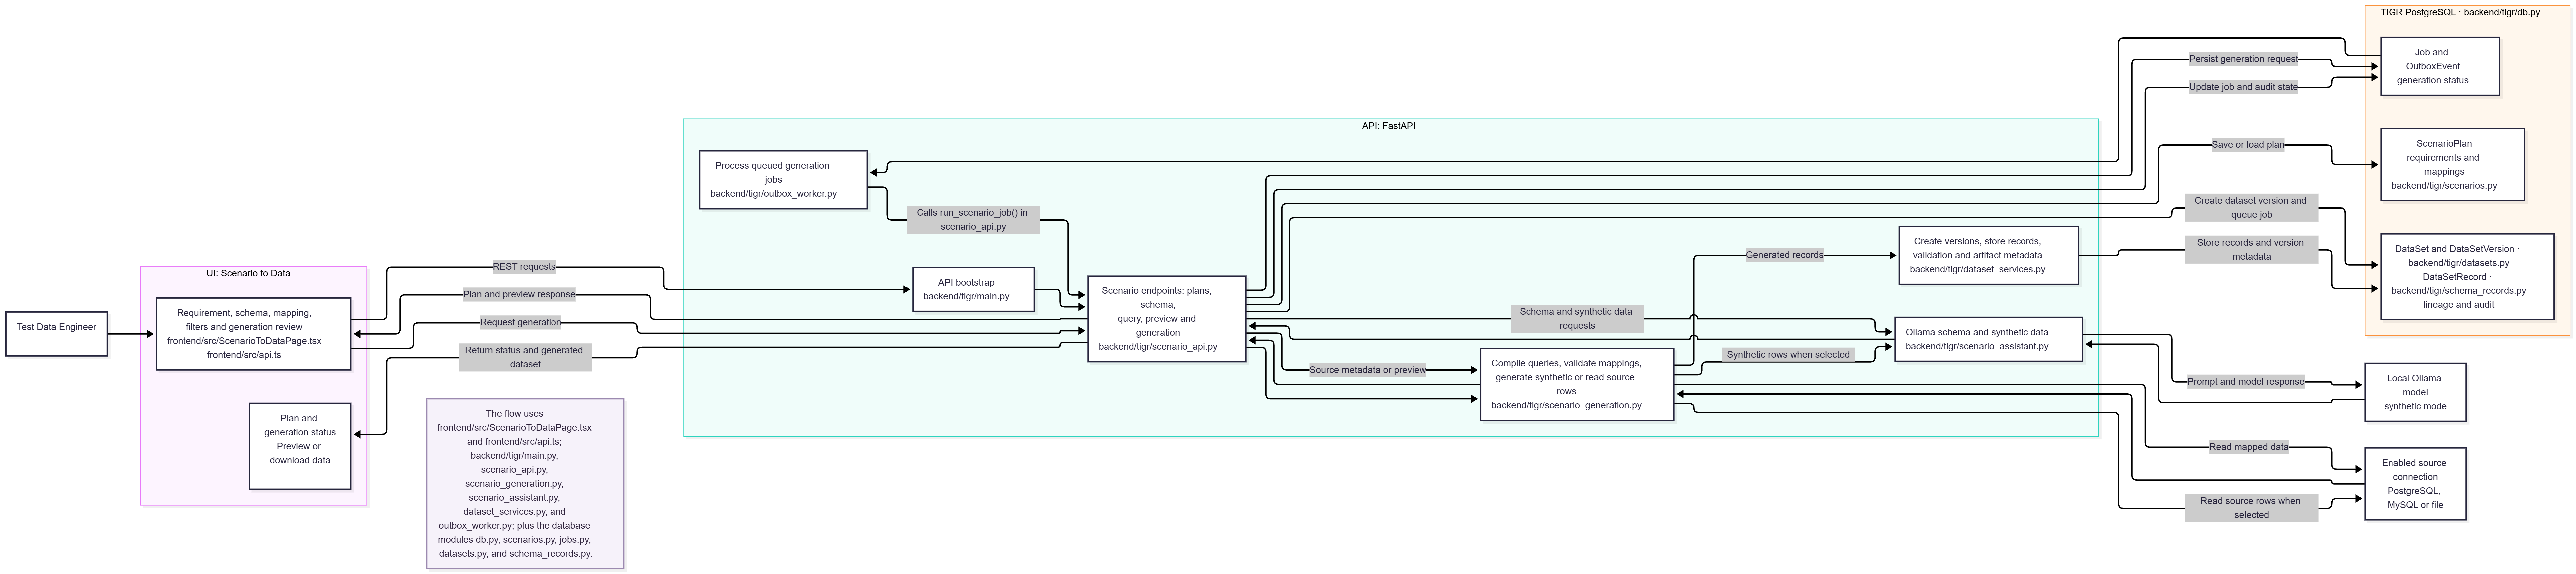 TIGR PostgreSQL · backend/tigr/db.py
Job and
OutboxEvent
generation status
Persist generation request
Update job and audit state
API: FastAPI
ScenarioPlan
requirements and
mappings
backend/tigr/scenarios.py
Save or load plan
Process queued generation
jobs
backend/tigr/outbox_worker.py
Calls run_scenario_job() in
scenario_api.py
Create dataset version and
queue job
Store records and version
metadata
DataSet and DataSetVersion ·
backend/tigr/datasets.py
DataSetRecord ·
backend/tigr/schema_records.py
lineage and audit
Create versions, store records,
validation and artifact metadata
backend/tigr/dataset_services.py
Generated records
UI: Scenario to Data
REST requests
API bootstrap
backend/tigr/main.py
Plan and preview response
Scenario endpoints: plans,
schema,
query, preview and
generation
backend/tigr/scenario_api.py
Test Data Engineer
Requirement, schema, mapping,
filters and generation review
frontend/src/ScenarioToDataPage.tsx
frontend/src/api.ts
Request generation
Return status and generated
dataset
Schema and synthetic data
requests
Ollama schema and synthetic data
backend/tigr/scenario_assistant.py
Synthetic rows when selected
Source metadata or preview
Compile queries, validate mappings,
generate synthetic or read source
rows
backend/tigr/scenario_generation.py
Prompt and model response
Local Ollama
model
synthetic mode
Plan and
generation status
Preview or
download data
The flow uses
frontend/src/ScenarioToDataPage.tsx
and frontend/src/api.ts;
backend/tigr/main.py,
scenario_api.py,
scenario_generation.py,
scenario_assistant.py,
dataset_services.py, and
outbox_worker.py; plus the database
modules db.py, scenarios.py, jobs.py,
datasets.py, and schema_records.py.
Read mapped data
Enabled source
connection
PostgreSQL,
MySQL or file
Read source rows when
selected